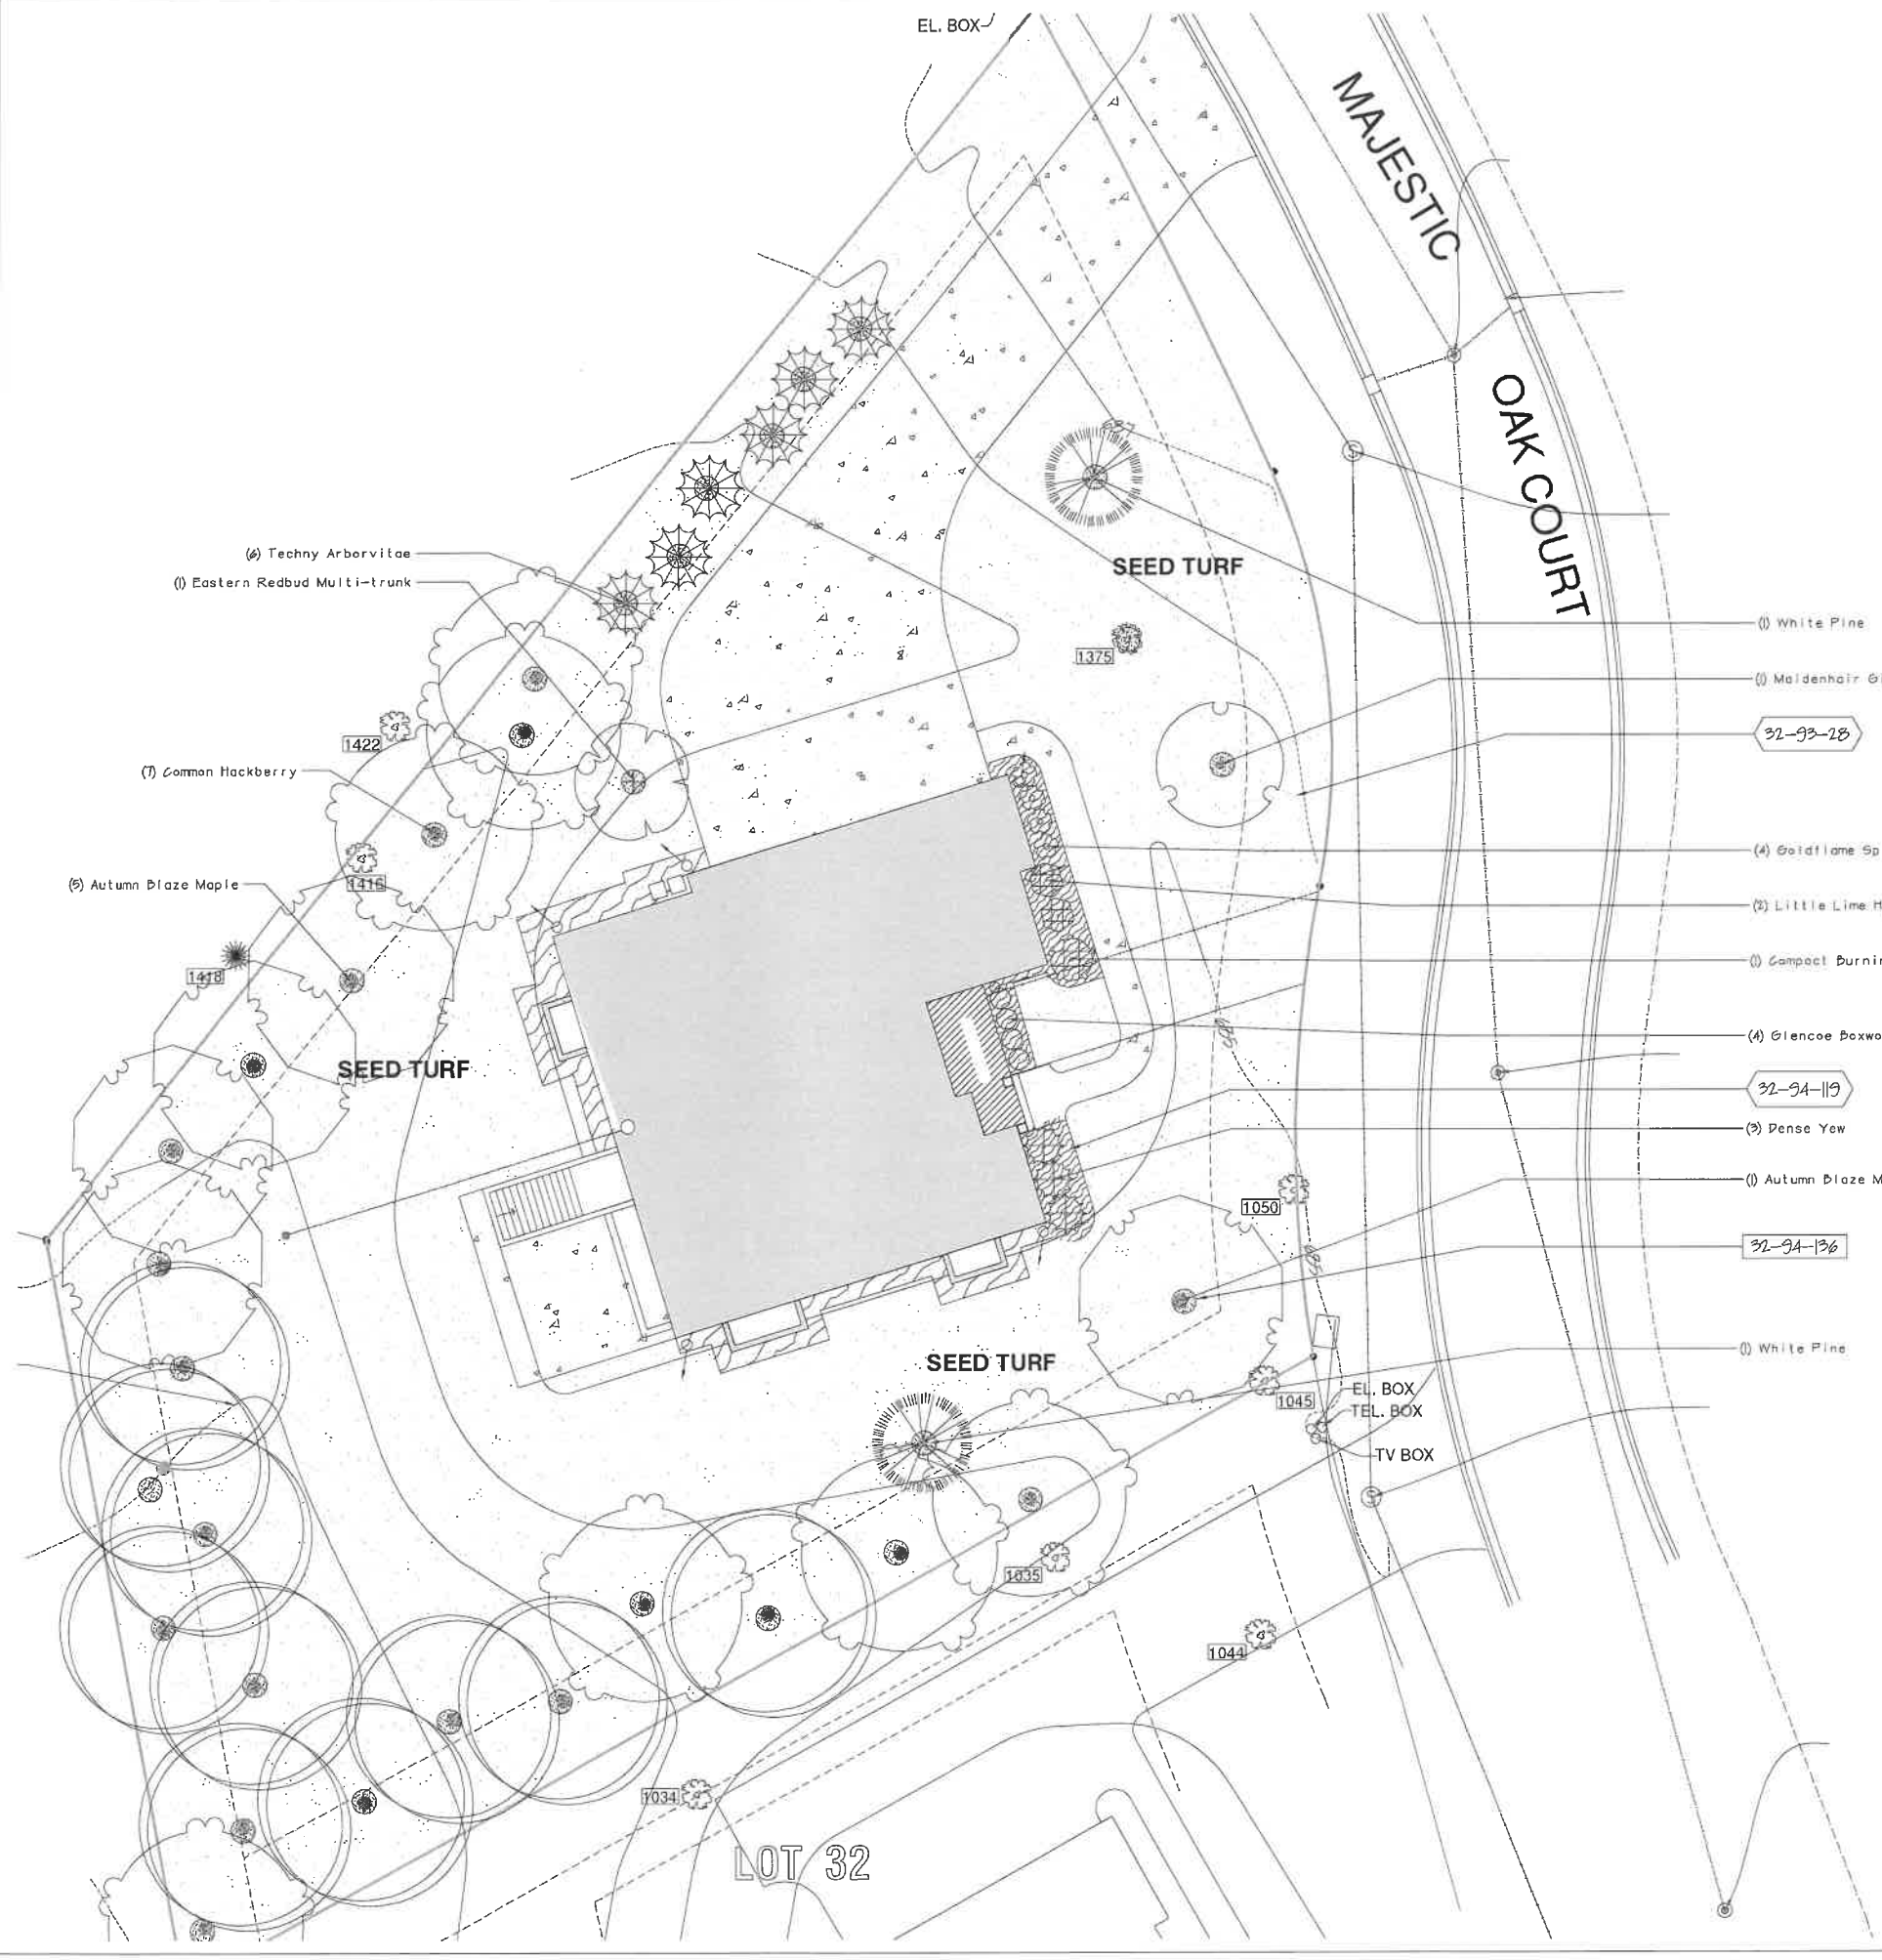 EL. BOX
MAJESTIC
OAK COURT
(6) Techny Arborvitae
(1) Eastern Redbud Multi-trunk
SEED TURF
(1) White Pine
1375
(1) Maidenhair
1422
32-93-28
(7) Common Hackberry
(4) Goldflame Sp
1416
(5) Autumn Blaze Maple
(2) Little Lime H
1418
(1) Compact Burnin
(4) Glencoe Boxwo
SEED TURF
32-94-119
(3) Dense Yew
(1) Autumn Blaze M
1050
32-94-136
(1) White Pine
SEED TURF
1045
EL. BOX
TEL. BOX
TV BOX
1035
1044
1034
LOT 32